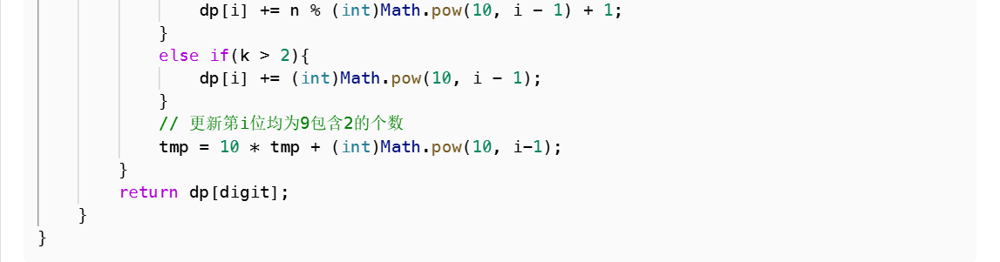 dp[i] += n % (int)Math.pow(10, i - 1) + 1;
}
else if(k > 2){
dp[i] += (int)Math.pow(10, i - 1);
}
// 更新第i位均为9包含2的个数
tmp = 10 * tmp + (int)Math.pow(10, i-1);
}
return dp[digit];
}
}